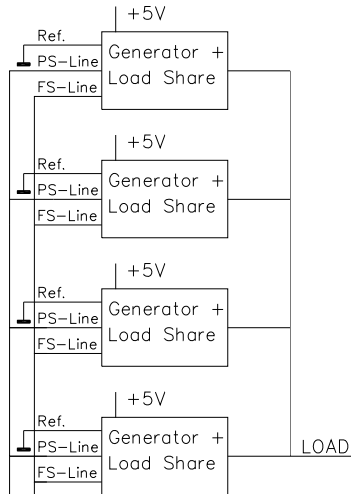 +5V
Ref.
Generator +
PS-Line
Load Share
FS-Line
+5V
Ref.
Generator +
PS-Line
Load Share
FS-Line
+5V
Ref.
Generator +
PS-Line
Load Share
FS-Line
+5V
Ref.
Generator +
PS-Line
Load Share
FS-Line
LOAD